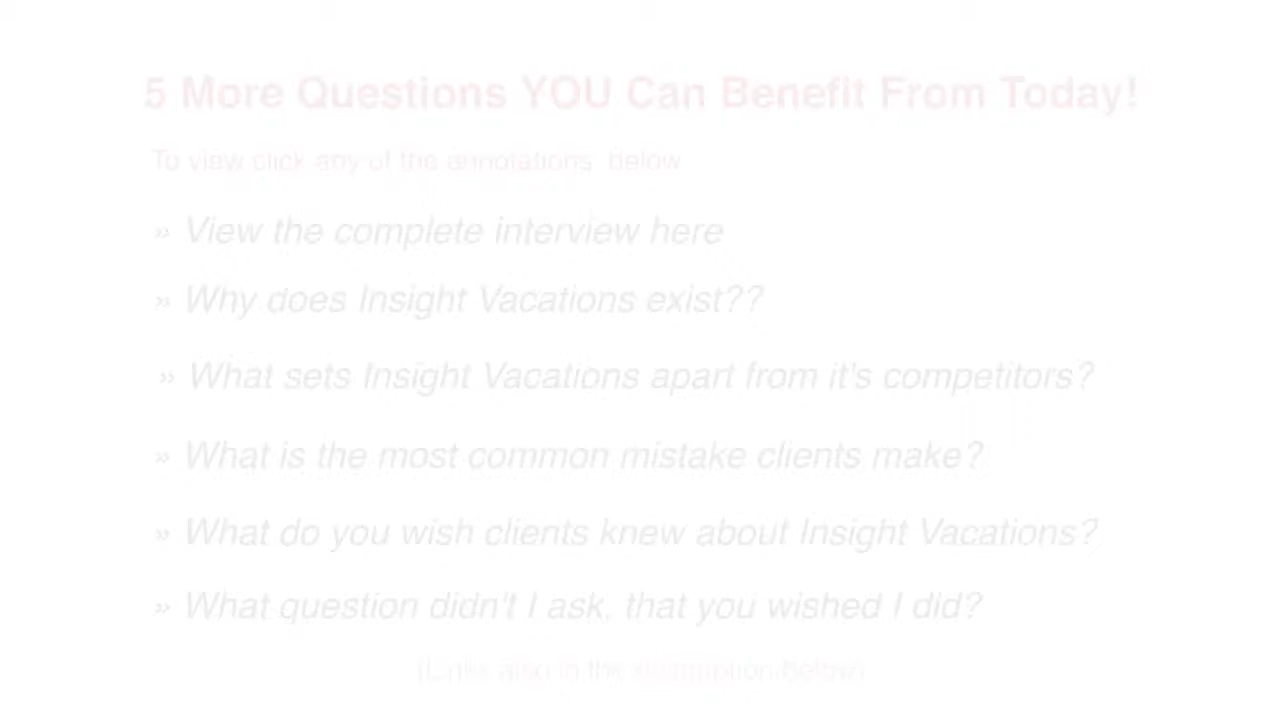 5 More Questions YOU Can Benefit From Today!
To view click any of the annotations below
» View the complete interview here
» Why does Insight Vacations exist??
» What sets Insight Vacations apart from it's competitors?
» What is the most common mistake clients make?
» What do you wish clients knew about Insight Vacations?
» What question didn't I ask, that you wished I did?
(Links also in the description below)